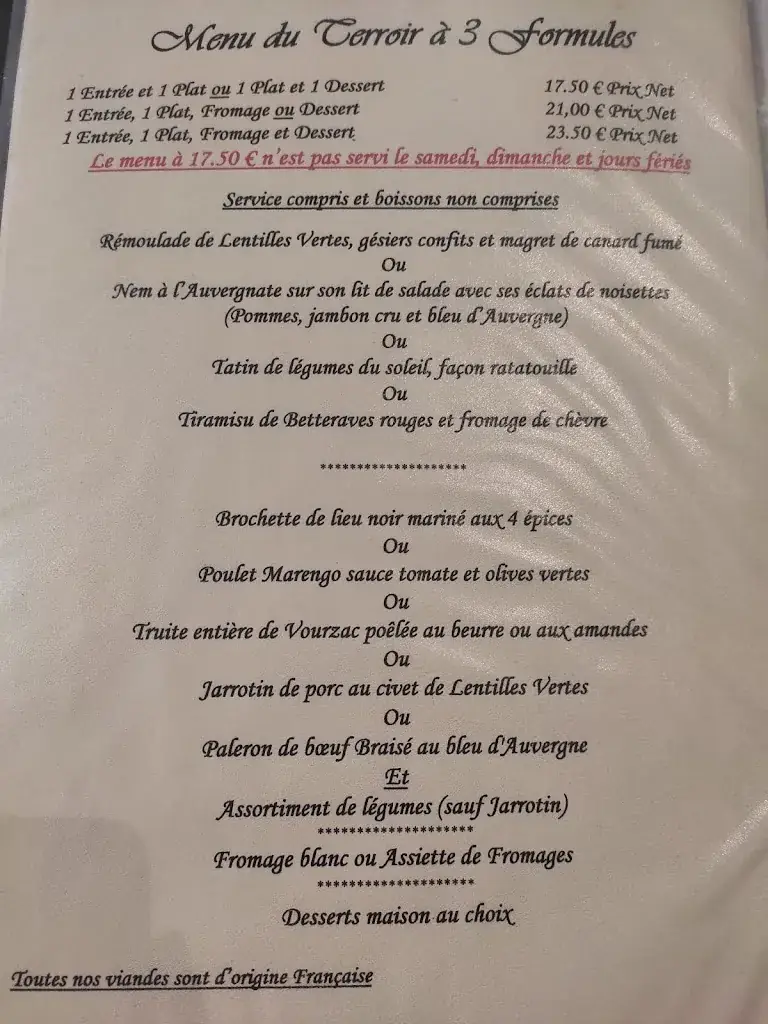 Menu du Terroir à 3 Formules
1 Entrée et 1 Plat ou 1 Plat et 1 Dessert 17.50 € Prix Net
1 Entrée, 1 Plat, Fromage ou Dessert 21,00 € Prix Net
1 Entrée, 1 Plat, Fromage et Dessert 23.50 € Prix Net
Le menu à 17.50 € n'est pas servi le samedi, dimanche et jours fériés
Service compris et boissons non comprises
Rémoulade de Lentilles Vertes, gésiers confits et magret de canard fumé
Ou
Nem à l'Auvergnate sur son lit de salade avec ses éclats de noisettes
(Pommes, jambon cru et bleu d'Auvergne)
Ou
Tatin de légumes du soleil, façon ratatouille
Ou
Tiramisu de Betteraves rouges et fromage de chèvre
********************
Brochette de lieu noir mariné aux 4 épices
Ou
Poulet Marengo sauce tomate et olives vertes
Ou
Truite entière de Vourzac poêlée au beurre ou aux amandes
Ou
Jarrotin de porc au civet de Lentilles Vertes
Ou
Paleron de bœuf Braisé au bleu d'Auvergne
Et
Assortiment de légumes (sauf Jarrotin)
*********************
Fromage blanc ou Assiette de Fromages
*********************
Desserts maison au choix
Toutes nos viandes sont d'origine Française